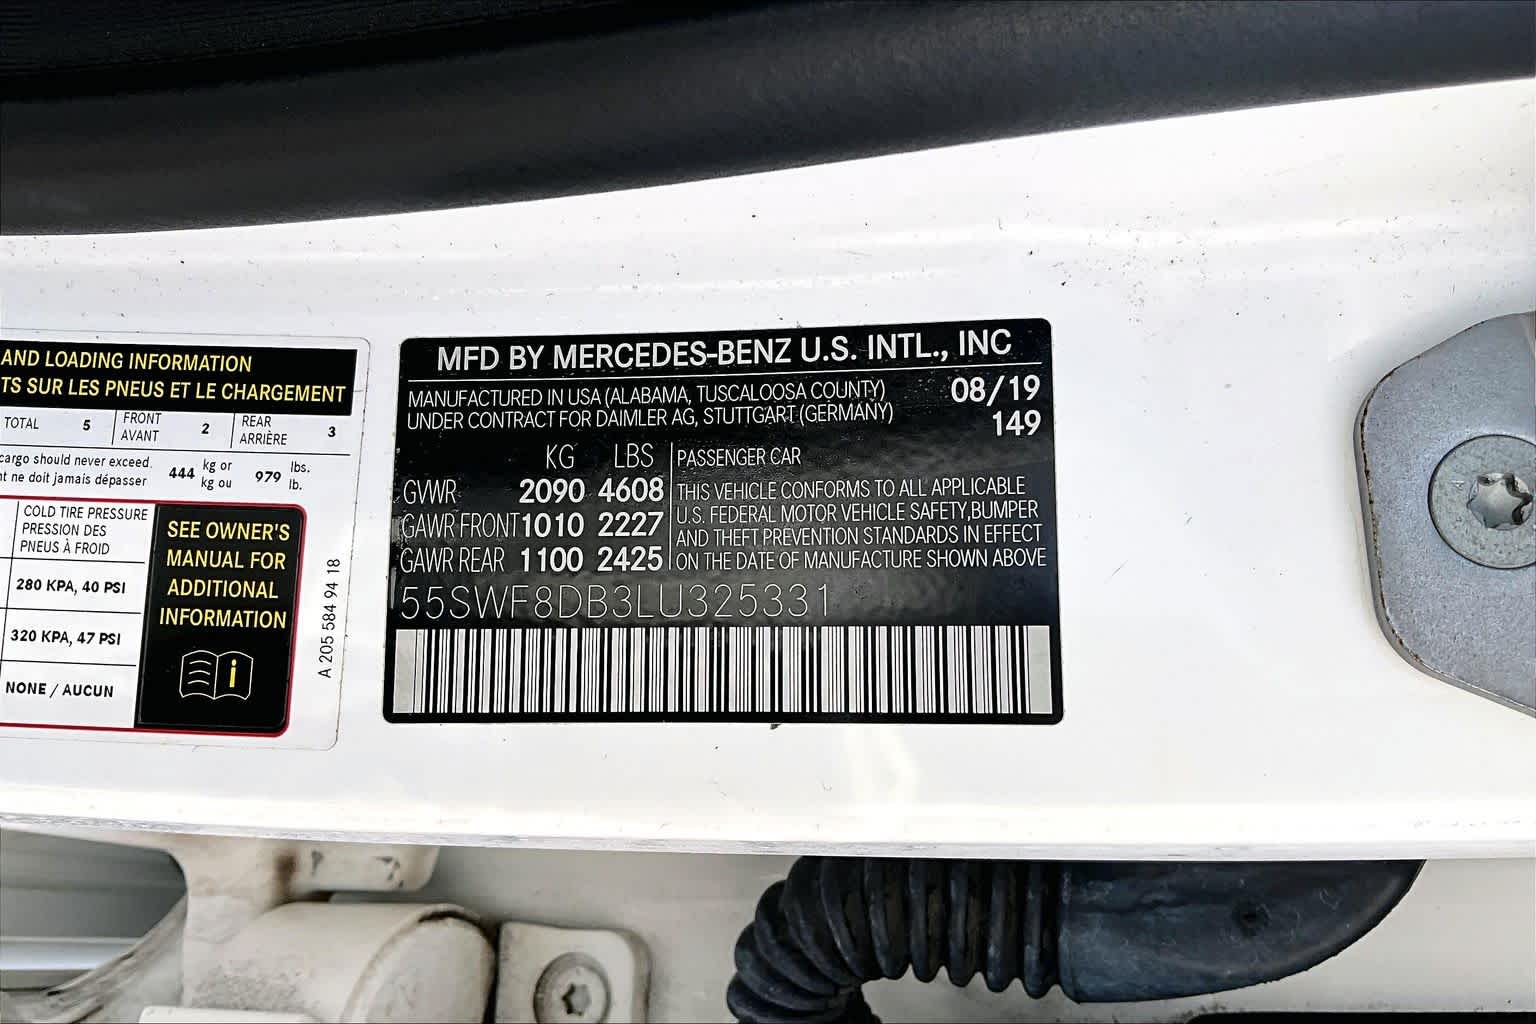 AND LOADING INFORMATION
TS SUR LES PNEUS ET LE CHARGEMENT
TOTAL 5 FRONT AVANT 2 REAR ARRIÈRE 3
cargo should never exceed
nt ne doit jamais dépasser
444 kg or kg ou 979 lbs. lb.
COLD TIRE PRESSURE
PRESSION DES
PNEUS À FROID
280 KPA, 40 PSI
320 KPA, 47 PSI
NONE / AUCUN
SEE OWNER'S
MANUAL FOR
ADDITIONAL
INFORMATION
i
A 205 584 94 18
MFD BY MERCEDES-BENZ U.S. INTL., INC
MANUFACTURED IN USA (ALABAMA, TUSCALOOSA COUNTY) 08/19
UNDER CONTRACT FOR DAIMLER AG, STUTTGART (GERMANY) 149
KG LBS
GVWR 2090 4608
GAWR FRONT 1010 2227
GAWR REAR 1100 2425
PASSENGER CAR
THIS VEHICLE CONFORMS TO ALL APPLICABLE
U.S. FEDERAL MOTOR VEHICLE SAFETY, BUMPER
AND THEFT PREVENTION STANDARDS IN EFFECT
ON THE DATE OF MANUFACTURE SHOWN ABOVE
55SWF8DB3LU325331